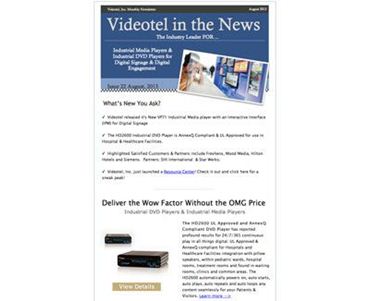 Videotel, Inc. Monthly Newsletter
August 2013
Videotel in the News
The Industry Leader FOR...
Industrial Media Players &
Industrial DVD Players for
Digital Signage & Digital
Engagement
Issue 22 August, 2013
What's New You Ask?
✓ Videotel released it's New VP71 Industrial Media player with an Interactive Interface
for Digital Signage
✓ The HD2600 Industrial DVD Player is AnnexQ Compliant & UL Approved for use in
Hospital & Healthcare Facilities.
✓ Highlighted Satisfied Customers & Partners include Freshens, Mood Media, Hilton
Hotels and Siemens. Partners: SHI International & Star Werks.
✓ Videotel, Inc. just launched a Resource Center! Check it out and click here for a
sneak peak!
Deliver the Wow Factor Without the OMG Price
Industrial DVD Players & Industrial Media Players
The HD2600 UL Approved and AnnexQ
Compliant DVD Player has reported
profound results for 24/7/365 continuous
play in all things digital. UL Approved &
AnnexQ compliant for Hospitals and
Healthcare Facilities integration with pillow
speakers, within pediatric wards, hospital
rooms, treatment rooms and found in waiting
rooms, clinics and common areas. The
HD2600 automatically powers on, auto starts,
auto plays, auto repeats and auto loops any
content seamlessly for your Patients &
Visitors. Learn more -->
View Details